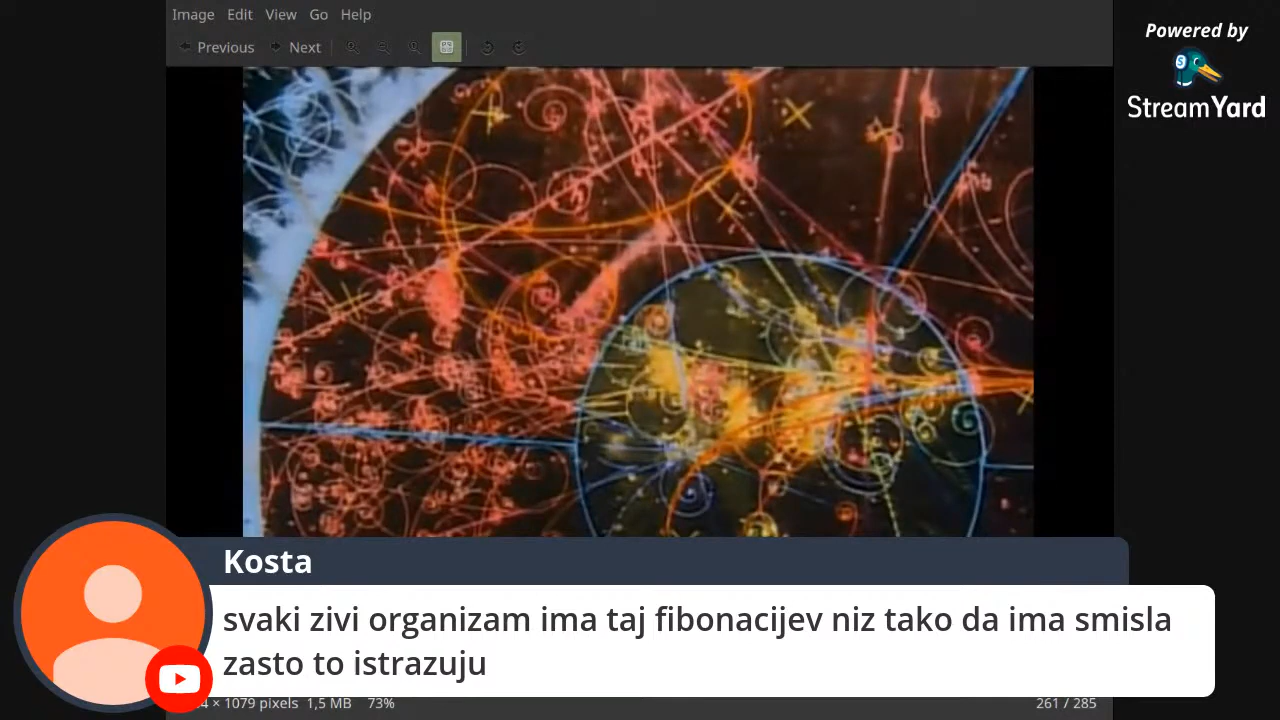 Image Edit View Go Help
Previous Next
Powered by
StreamYard
Kosta
svaki zivi organizam ima taj fibonacijev niz tako da ima smisla
zasto to istrazuju
4 × 1079 pixels 1,5 MB 73% 261 / 285